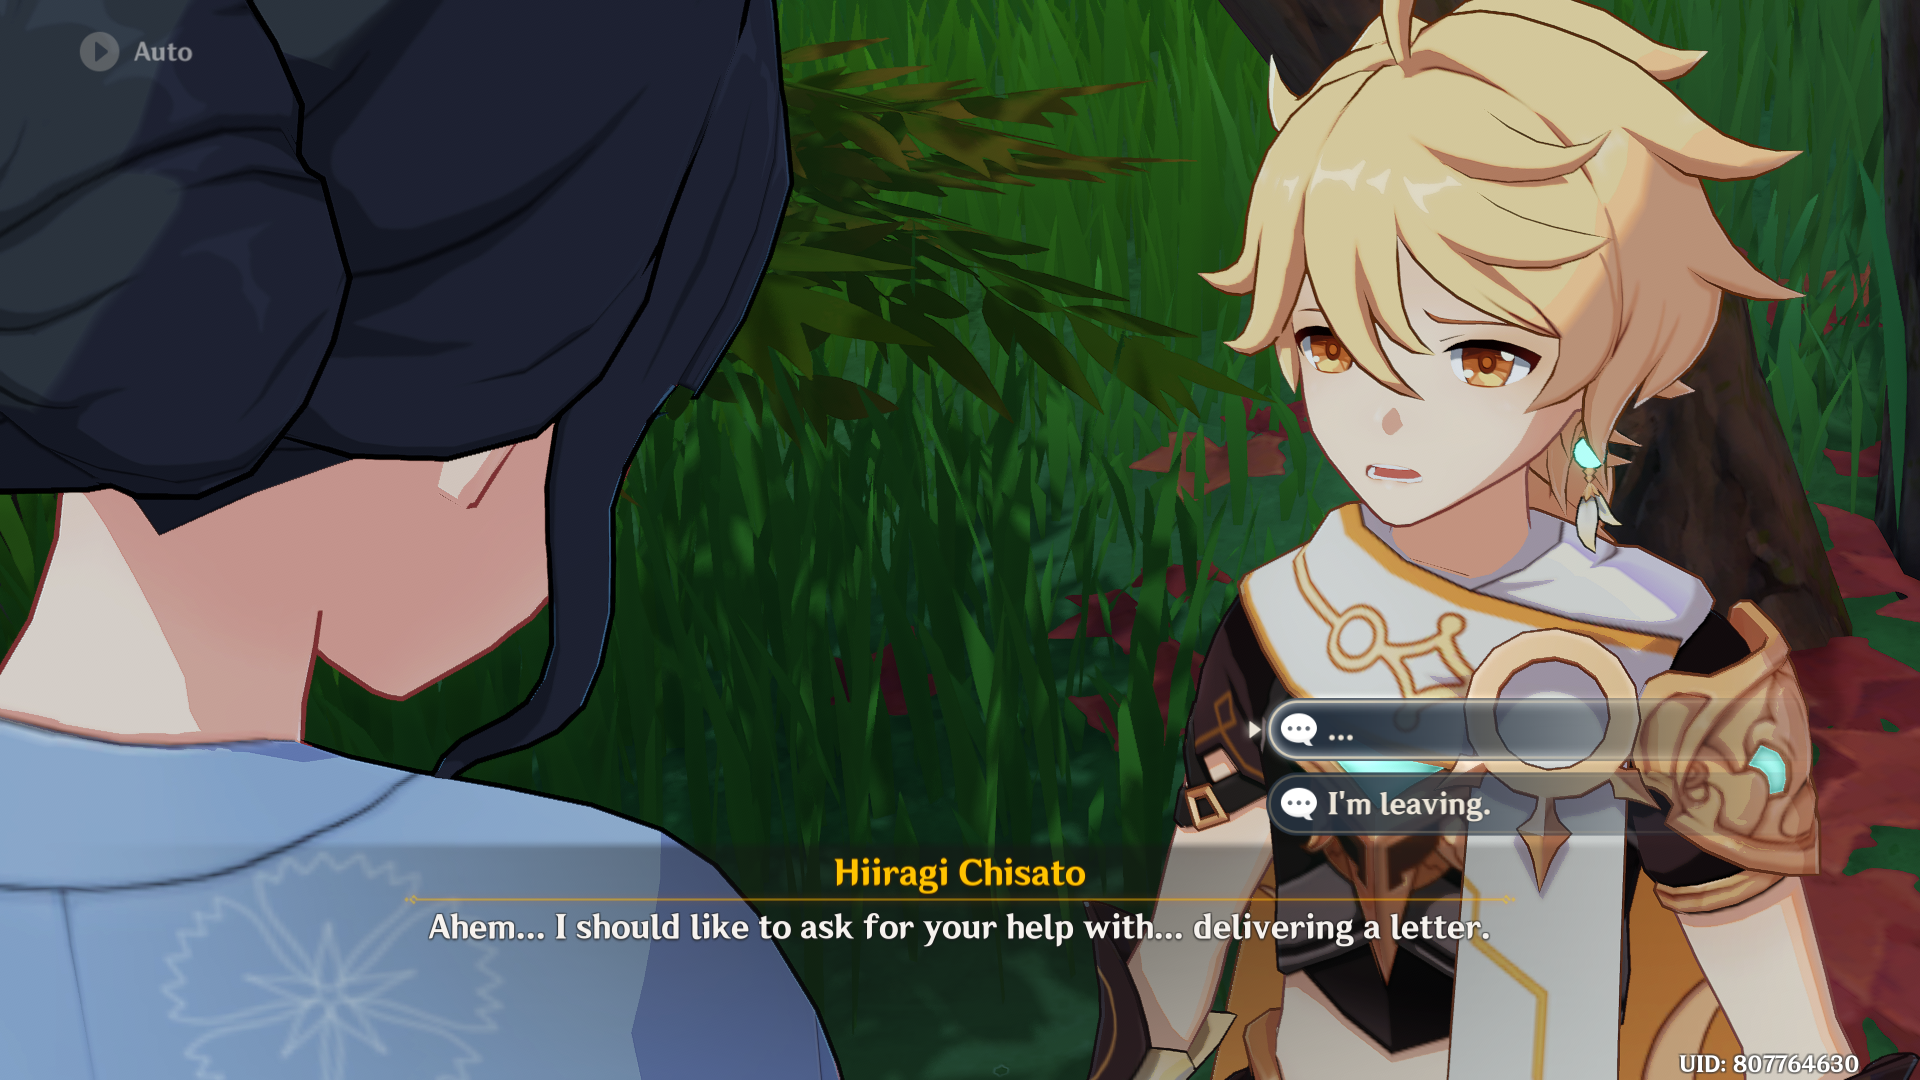 Auto
...
I'm leaving.
Hiiragi Chisato
Ahem... I should like to ask for your help with... delivering a letter.
UID: 807764630